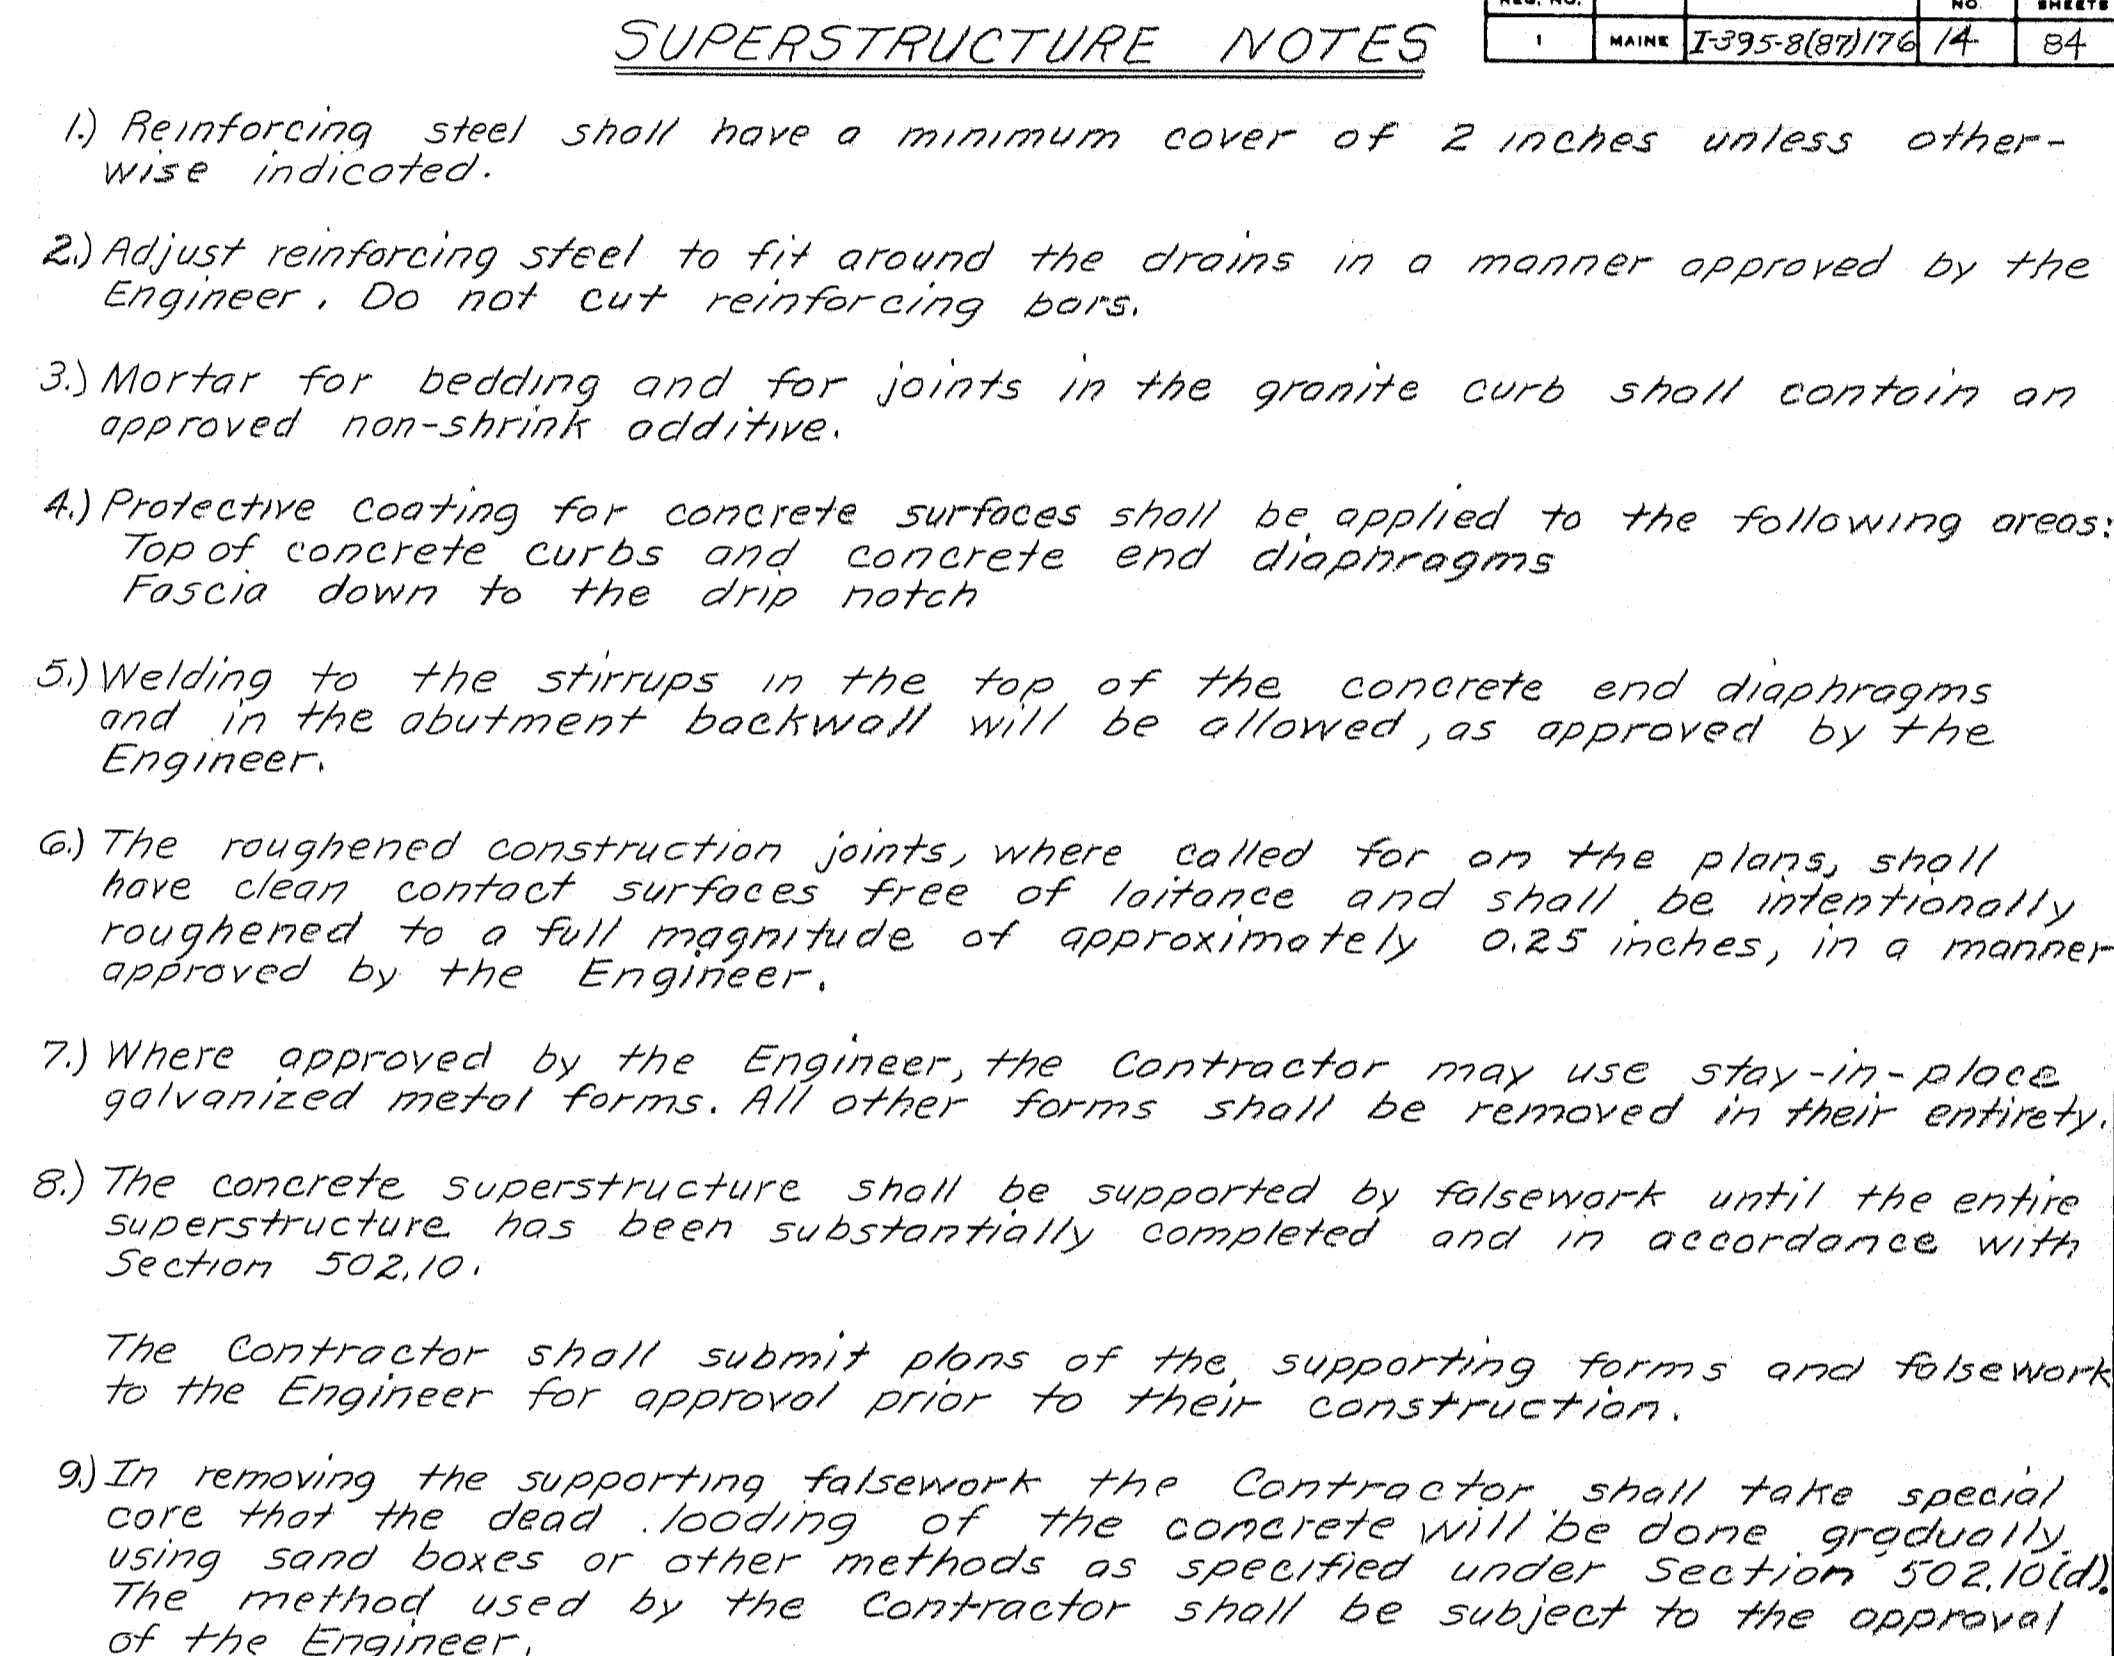 SUPERSTRUCTURE NOTES
NO. SHEETS
1 MAINE I-395-8(87)176 14 84
1.) Reinforcing steel shall have a minimum cover of 2 inches unless other-
wise indicated.
2.) Adjust reinforcing steel to fit around the drains in a manner approved by the
Engineer. Do not cut reinforcing bars.
3.) Mortar for bedding and for joints in the granite curb shall contain an
approved non-shrink additive.
4.) Protective coating for concrete surfaces shall be applied to the following areas:
Top of concrete curbs and concrete end diaphragms
Fascia down to the drip notch
5.) Welding to the stirrups in the top of the concrete end diaphragms
and in the abutment backwall will be allowed, as approved by the
Engineer.
6.) The roughened construction joints, where called for on the plans, shall
have clean contact surfaces free of laitance and shall be intentionally
roughened to a full magnitude of approximately 0.25 inches, in a manner
approved by the Engineer.
7.) Where approved by the Engineer, the Contractor may use stay-in-place
galvanized metal forms. All other forms shall be removed in their entirety.
8.) The concrete superstructure shall be supported by falsework until the entire
superstructure has been substantially completed and in accordance with
Section 502.10.
The Contractor shall submit plans of the supporting forms and falsework
to the Engineer for approval prior to their construction.
9.) In removing the supporting falsework the Contractor shall take special
care that the dead loading of the concrete will be done gradually
using sand boxes or other methods as specified under Section 502.10(d).
The method used by the Contractor shall be subject to the approval
of the Engineer.